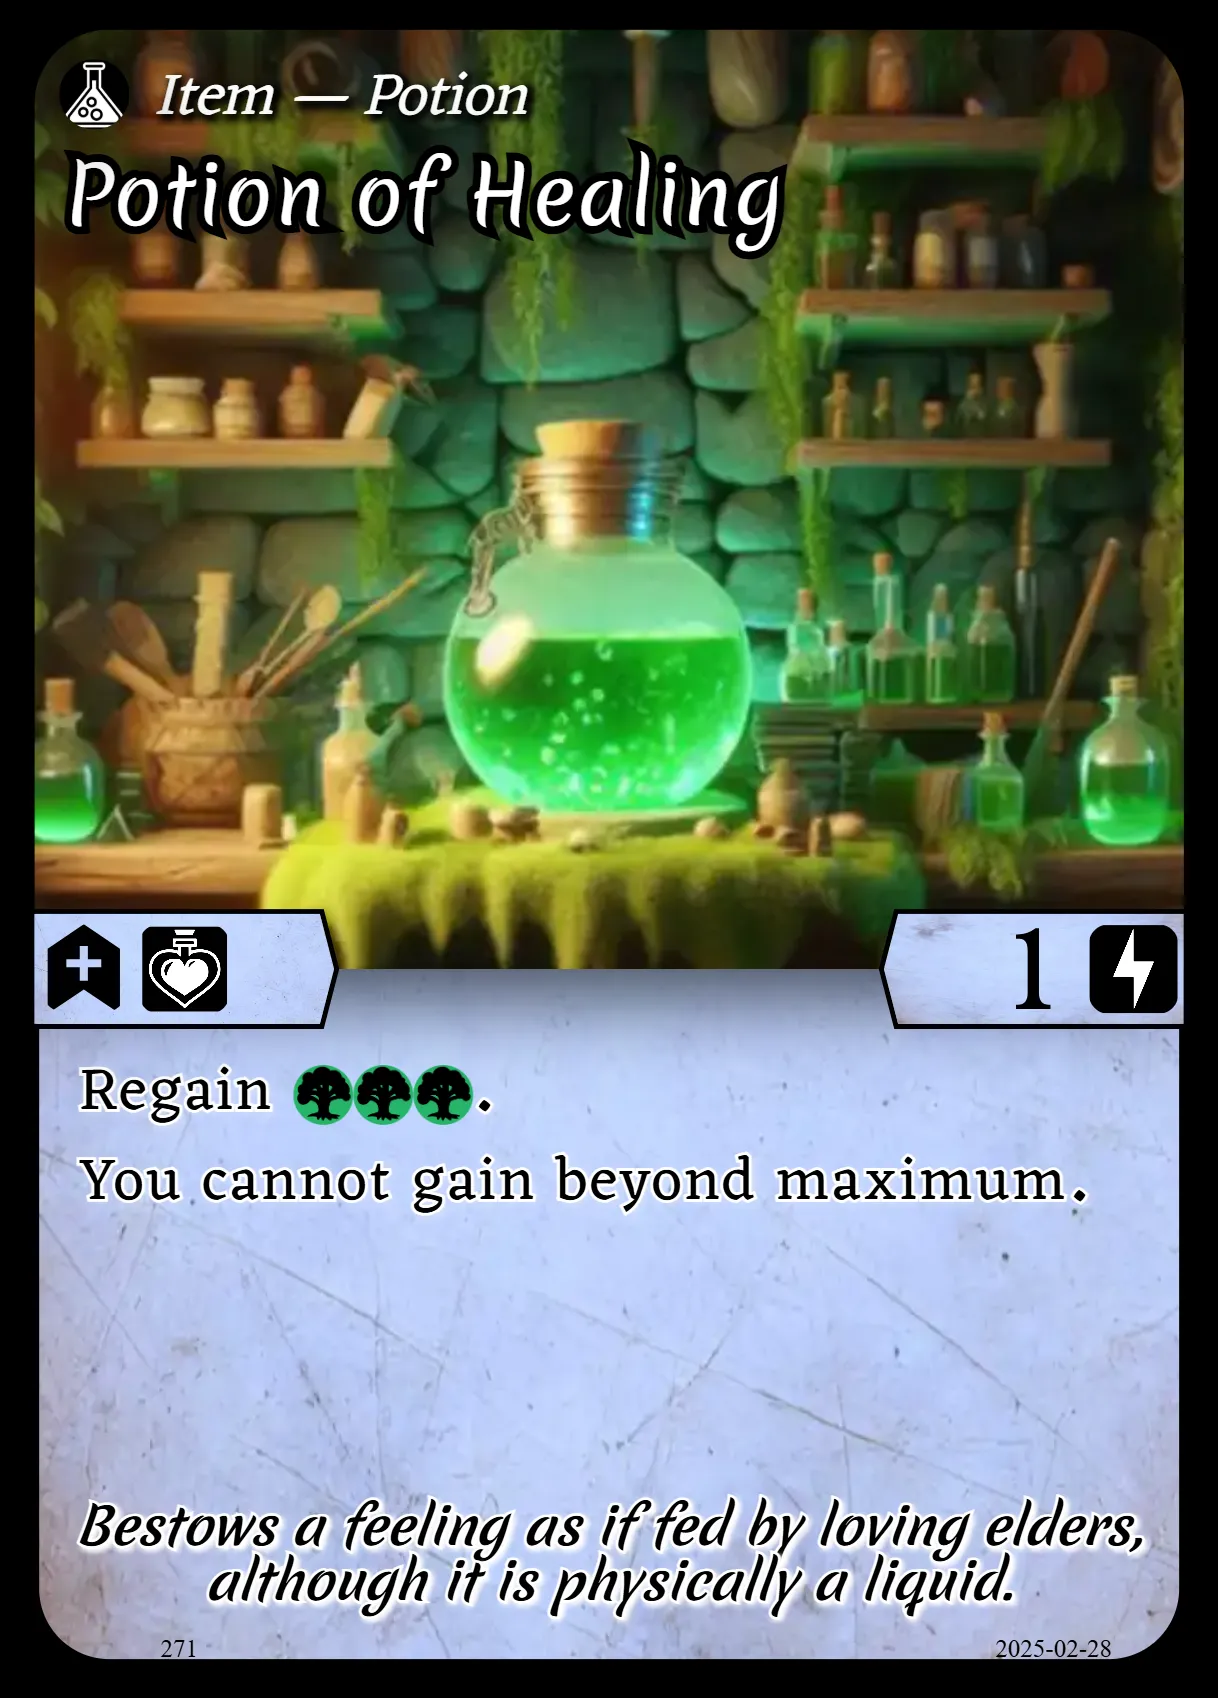 Item — Potion
Potion of Healing
1
Regain .
You cannot gain beyond maximum.
Bestows a feeling as if fed by loving elders,
although it is physically a liquid.
271
2025-02-28